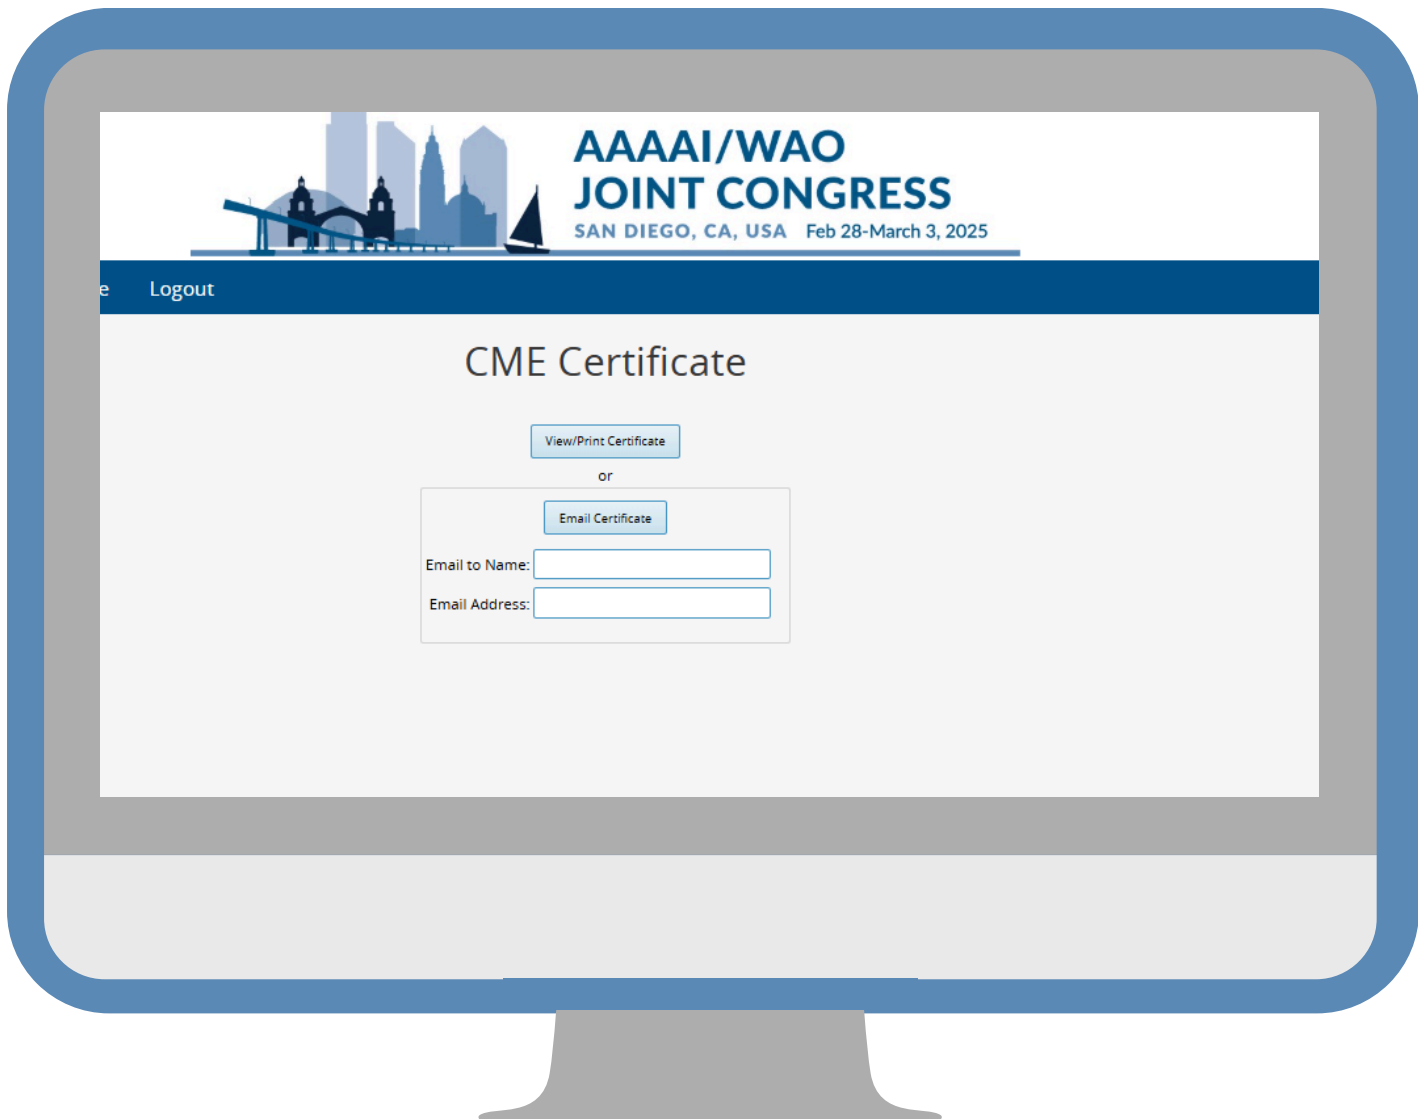 AAAAI/WAO
JOINT CONGRESS
SAN DIEGO, CA, USA Feb 28-March 3, 2025
e Logout
CME Certificate
View/Print Certificate
or
Email Certificate
Email to Name:
Email Address: